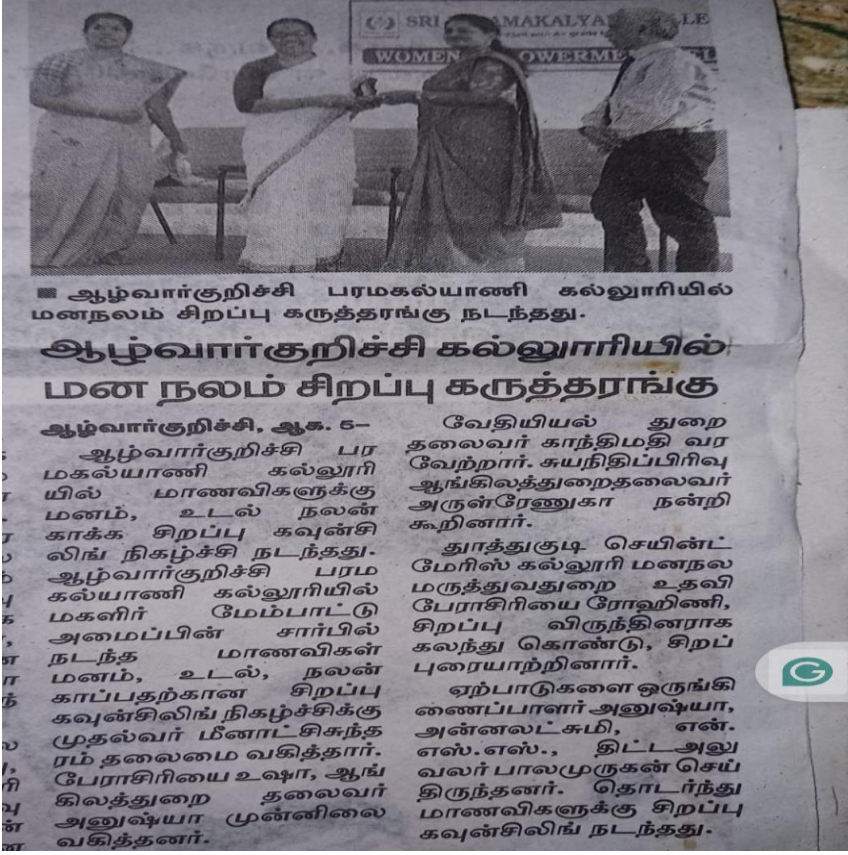 SRI AMAKALYA LE
WOMEN OWERME EL
■ ஆழ்வார்குறிச்சி பரமகல்யாணி கல்லுாரியில்
மனநலம் சிறப்பு கருத்தரங்கு நடந்தது.
ஆழ்வார்குறிச்சி கல்லுாரியில்
மன நலம் சிறப்பு கருத்தரங்கு
ஆழ்வார்குறிச்சி, ஆக. 5–
ஆழ்வார்குறிச்சி பர
மகல்யாணி கல்லூரி
யில் மாணவிகளுக்கு
மனம், உடல் நலன்
காக்க சிறப்பு கவுன்சி
லிங் நிகழ்ச்சி நடந்தது.
ஆழ்வார்குறிச்சி பரம
கல்யாணி கல்லுாரியில்
மகளிர் மேம்பாட்டு
அமைப்பின் சார்பில்
நடந்த மாணவிகள்
மனம், உடல், நலன்
காப்பதற்கான சிறப்பு
கவுன்சிலிங் நிகழ்ச்சிக்கு
முதல்வர் மீனாட்சிசுந்த
ரம் தலைமை வகித்தார்.
பேராசிரியை உஷா, ஆங்
கிலத்துறை தலைவர்
அனுஷ்யா முன்னிலை
வகித்தனர்.
வேதியியல் துறை
தலைவர் காந்திமதி வர
வேற்றார். சுயநிதிப்பிரிவு
ஆங்கிலத்துறைதலைவர்
அருள்ரேணுகா நன்றி
கூறினார்.
துாத்துகுடி செயின்ட்
மேரிஸ் கல்லூரி மனநல
மருத்துவதுறை உதவி
பேராசிரியை ரோஹிணி,
சிறப்பு விருந்தினராக
கலந்து கொண்டு, சிறப்
புரையாற்றினார்.
ஏற்பாடுகளை ஒருங்கி
ணைப்பாளர் அனுஷ்யா,
அன்னலட்சுமி, என்.
எஸ்.எஸ்., திட்டஅலு
வலர் பாலமுருகன் செய்
திருந்தனர். தொடர்ந்து
மாணவிகளுக்கு சிறப்பு
கவுன்சிலிங் நடந்தது.